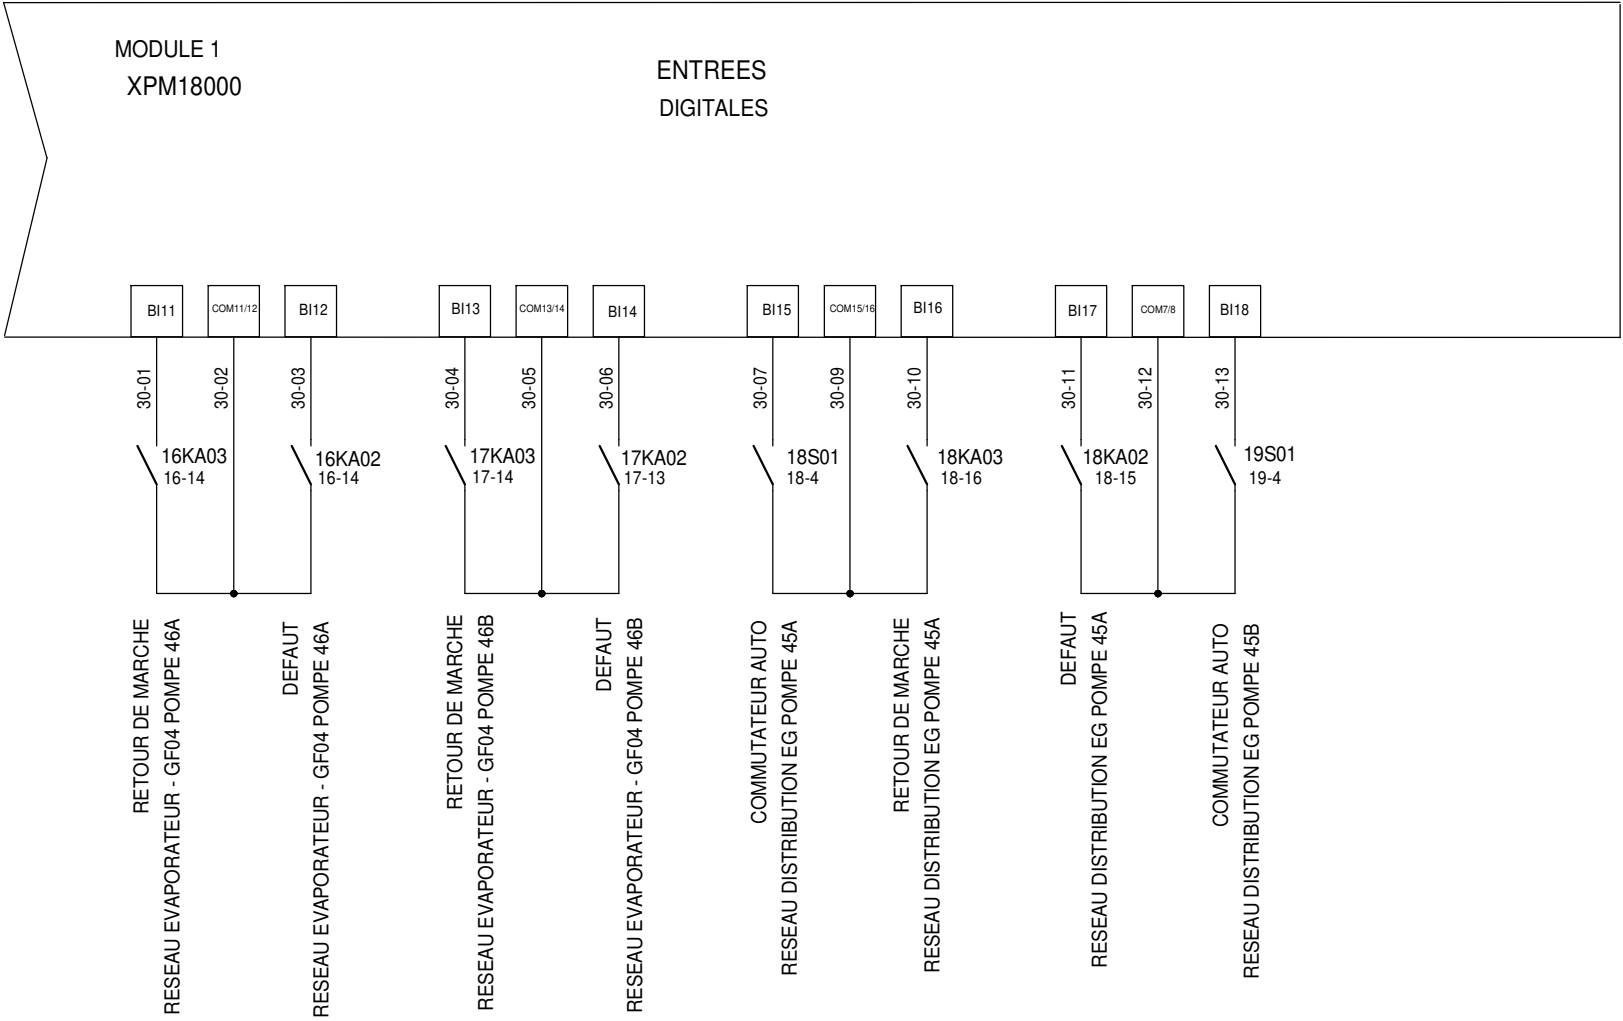 MODULE 1
XPM18000
ENTREES
DIGITALES
BI11
COM11/12
BI12
BI13
COM13/14
BI14
BI15
COM15/16
BI16
BI17
COM7/8
BI18
30-01
30-02
30-03
30-04
30-05
30-06
30-07
30-09
30-10
30-11
30-12
30-13
16KA03
16-14
16KA02
16-14
17KA03
17-14
17KA02
17-13
18S01
18-4
18KA03
18-16
18KA02
18-15
19S01
19-4
RETOUR DE MARCHE
RESEAU EVAPORATEUR - GF04 POMPE 46A
DEFAUT
RESEAU EVAPORATEUR - GF04 POMPE 46A
RETOUR DE MARCHE
RESEAU EVAPORATEUR - GF04 POMPE 46B
DEFAUT
RESEAU EVAPORATEUR - GF04 POMPE 46B
COMMUTATEUR AUTO
RESEAU DISTRIBUTION EG POMPE 45A
RETOUR DE MARCHE
RESEAU DISTRIBUTION EG POMPE 45A
DEFAUT
RESEAU DISTRIBUTION EG POMPE 45A
COMMUTATEUR AUTO
RESEAU DISTRIBUTION EG POMPE 45B